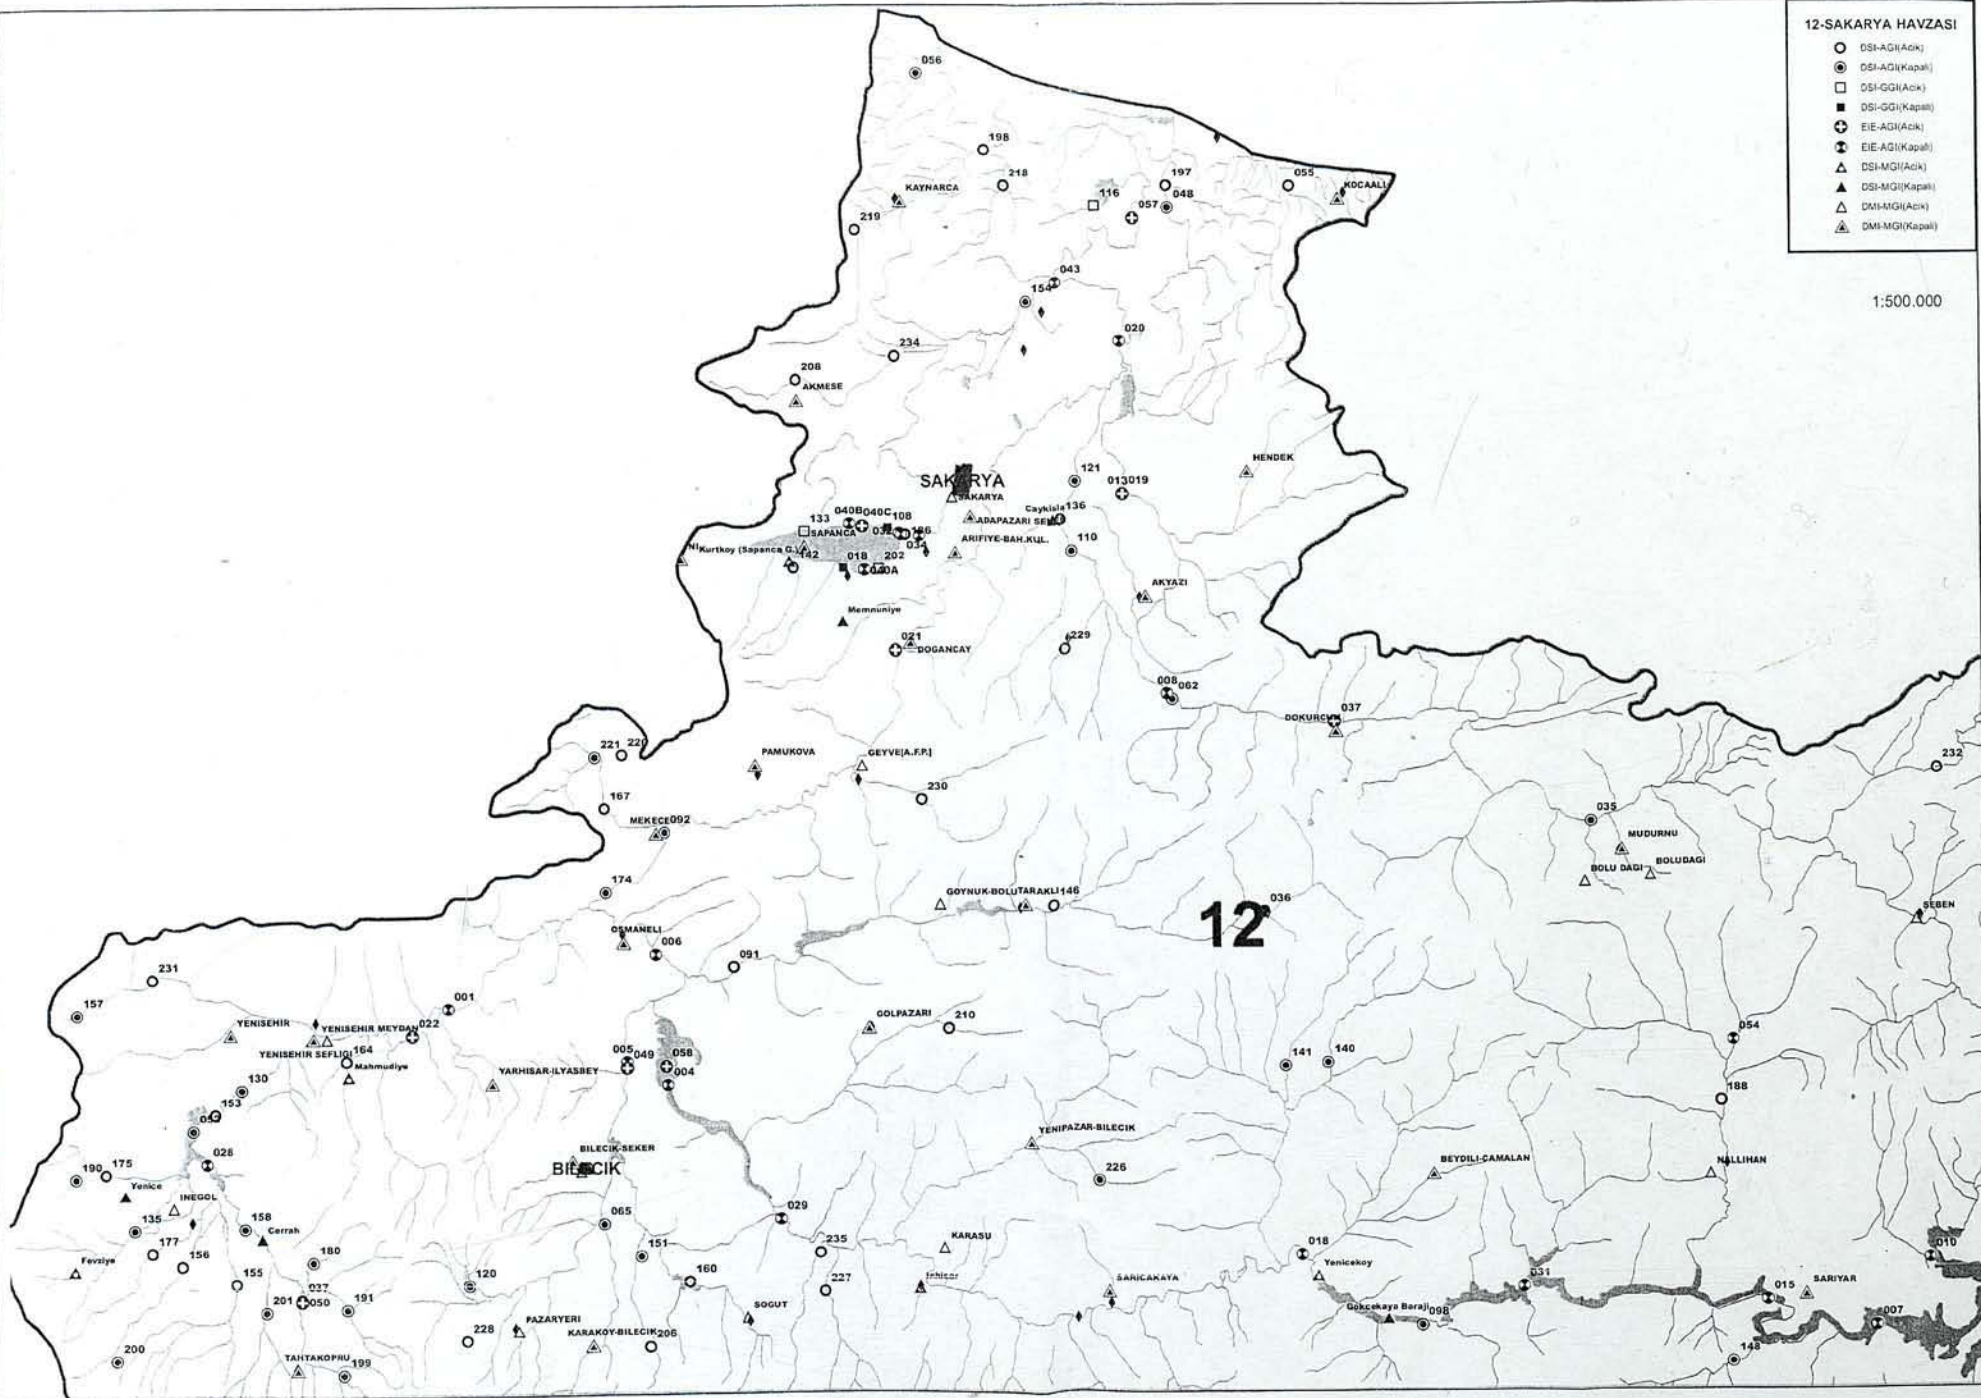 12-SAKARYA HAVZASI
DSI-AGI(Acik)
DSI-AGI(Kapali)
DSI-GGI(Acik)
DSI-GGI(Kapali)
EIE-AGI(Acik)
EIE-AGI(Kapali)
DSI-MGI(Acik)
DSI-MGI(Kapali)
DMI-MGI(Acik)
DMI-MGI(Kapali)
1:500.000
056
198
218
197
055
KOCAALI
KAYNARCA
116
048
057
219
043
154
020
234
208
AKMESE
HENDEK
121
SAKARYA
013019
SAKARYA
Caykisla 136
133
040B 040C 108
ADAPAZARI
SAPANCA
186
034
ARIFIYE-BAH.KUL.
110
Kurtkoy (Sapanca G.)
142
018
202
040A
AKYAZI
Memnuniye
021
DOGANCAY
229
008
062
DOKURCUN
037
221
220
PAMUKOVA
GEYVE[A.F.P.]
232
230
167
MEKECE 092
035
MUDURNU
BOLU DAGI
BOLUDAGI
174
GOYNUK-BOLU TARAKLI 146
036
SEBEN
12
OSMANELI
006
091
231
157
001
YENISEHIR
YENISEHIR MEYDAN
022
GOLPAZARI
210
054
YENISEHIR SEFLIGI
164
Mahmudiye
005
049
058
004
141
140
YARHISAR-ILYASBEY
130
153
188
028
YENIPAZAR-BILECIK
BILECIK-SEKER
BILECIK
190
175
226
BEYDILI-CAMALAN
NALLIHAN
Yenice
INEGOL
029
135
158
065
Cerrah
177
156
151
235
KARASU
018
010
Fevziye
180
Yenicekoy
155
120
160
227
Inhisar
SARICAKAYA
031
015
SARIYAR
037
050
201
191
SOGUT
Gokcekaya Baraji 098
007
PAZARYERI
228
KARAKOY-BILECIK 206
200
TAHTAKOPRU
199
148